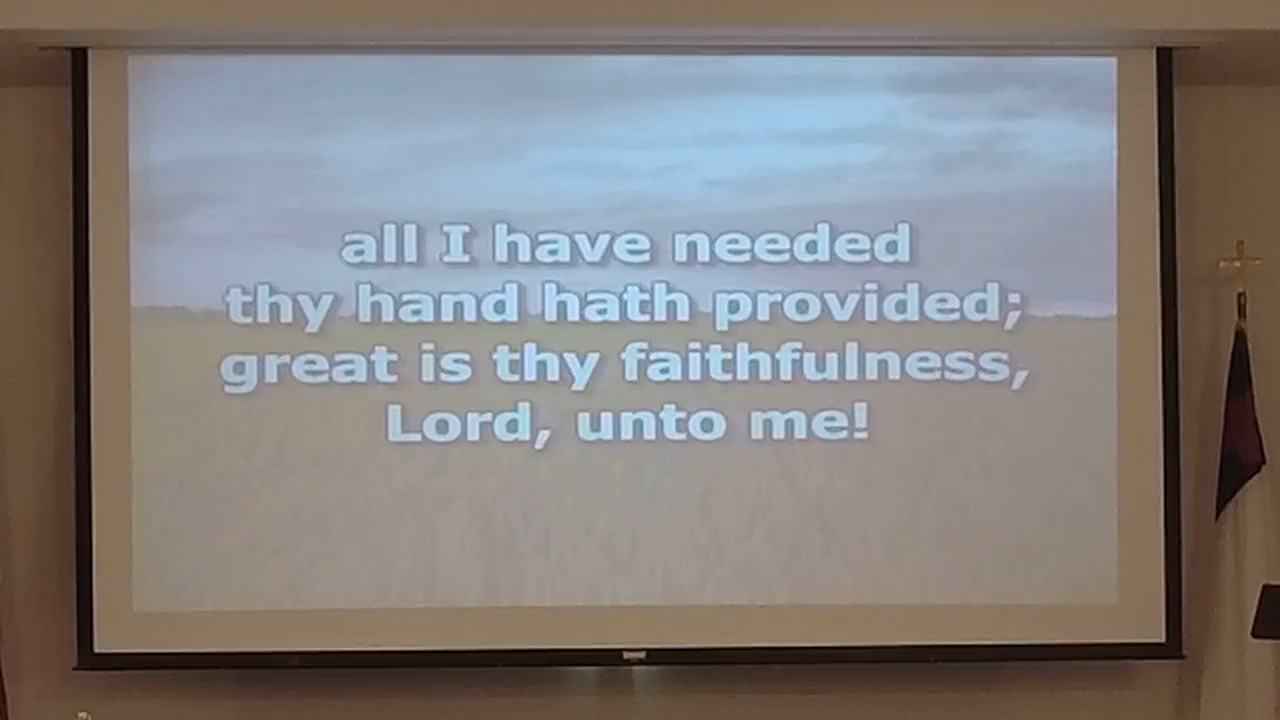 all I have needed
thy hand hath provided;
great is thy faithfulness,
Lord, unto me!